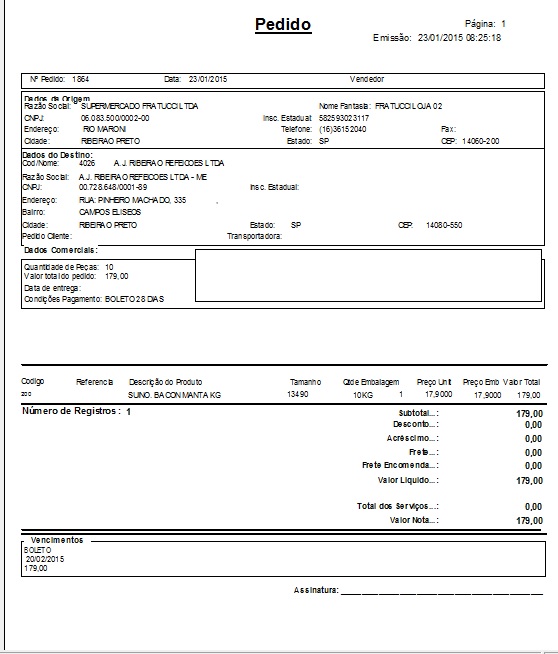 Pedido
Página: 1
Emissão: 23/01/2015 08:25:18
Nº Pedido: 1864 Data: 23/01/2015 Vendedor
Dados da Origem
Razão Social: SUPERMERCADO FRATUCCI LTDA Nome Fantasia: FRATUCCI LOJA 02
CNPJ: 06.083.500/0002-00 Insc. Estadual: 582593023117
Endereço: RIO MARONI Telefone: (16)36152040 Fax:
Cidade: RIBEIRAO PRETO Estado: SP CEP: 14060-200
Dados do Destino:
Cod/Nome: 4026 A.J. RIBEIRAO REFEICOES LTDA
Razão Social: A.J. RIBEIRAO REFEICOES LTDA - ME
CNPJ: 00.728.648/0001-89 Insc. Estadual:
Endereço: RUA: PINHEIRO MACHADO, 335 ,
Bairro: CAMPOS ELISEOS
Cidade: RIBEIRAO PRETO Estado: SP CEP: 14080-550
Pedido Cliente: Transportadora:
Dados Comerciais:
Quantidade de Peças: 10
Valor total do pedido: 179,00
Data de entrega:
Condições Pagamento: BOLETO 28 DIAS
Codigo Referencia Descrição do Produto Tamanho Qtde Embalagem Preço Unit Preço Emb Valor Total
200 SUINO. BACON MANTA KG 13490 10KG 1 17,9000 17,9000 179,00
Número de Registros : 1
Subtotal...: 179,00
Desconto...: 0,00
Acréscimo...: 0,00
Frete...: 0,00
Frete Encomenda...: 0,00
Valor Liquido...: 179,00
Total dos Serviços...: 0,00
Valor Nota...: 179,00
Vencimentos
BOLETO
20/02/2015
179,00
Assinatura: